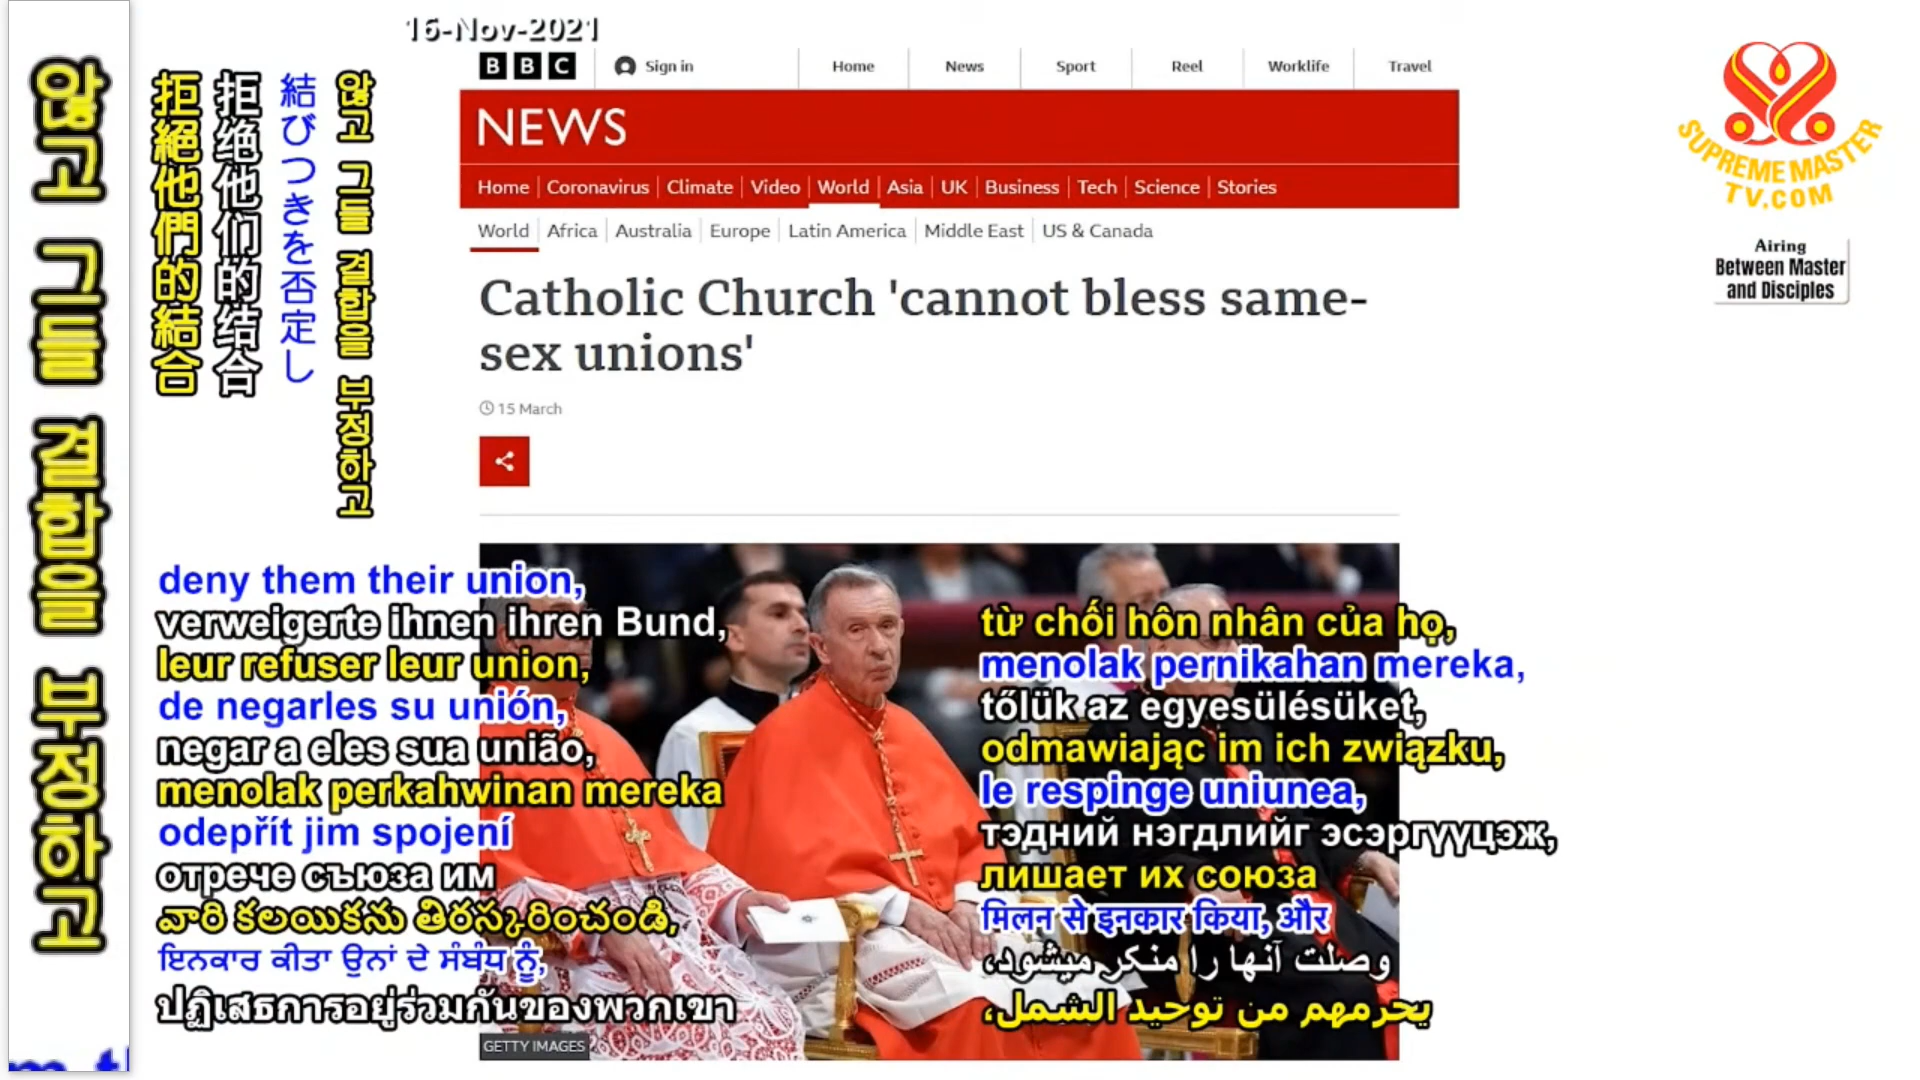 16-Nov-2021
않고 그들 결합을 부정하고
拒絕他們的結合
拒绝他们的结合
結びつきを否定し
않고 그들 결합을 부정하고
BBC
Sign in
Home
News
Sport
Reel
Worklife
Travel
NEWS
Home Coronavirus Climate Video World Asia UK Business Tech Science Stories
World Africa Australia Europe Latin America Middle East US & Canada
Catholic Church 'cannot bless same-
sex unions'
15 March
SUPREME MASTER
TV.COM
Airing
Between Master
and Disciples
deny them their union,
verweigerte ihnen ihren Bund,
leur refuser leur union,
de negarles su unión,
negar a eles sua união,
menolak perkahwinan mereka
odepřít jim spojení
отрече съюза им
వారి కలయికను తిరస్కరించండి,
ਇਨਕਾਰ ਕੀਤਾ ਉਨਾਂ ਦੇ ਸੰਬੰਧ ਨੂੰ,
ปฏิเสธการอยู่ร่วมกันของพวกเขา
từ chối hôn nhân của họ,
menolak pernikahan mereka,
tőlük az egyesülésüket,
odmawiając im ich związku,
le respinge uniunea,
тэдний нэгдлийг эсэргүүцэж,
лишает их союза
मिलन से इनकार किया, और
وصلت آنها را منکر میشود،
يحرمهم من توحيد الشمل،
GETTY IMAGES